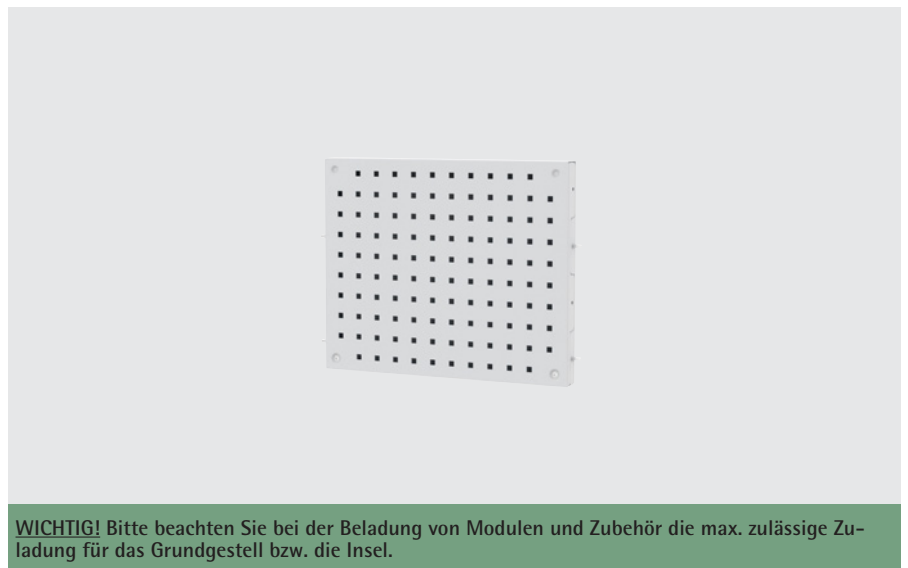 WICHTIG! Bitte beachten Sie bei der Beladung von Modulen und Zubehör die max. zulässige Zu-
ladung für das Grundgestell bzw. die Insel.